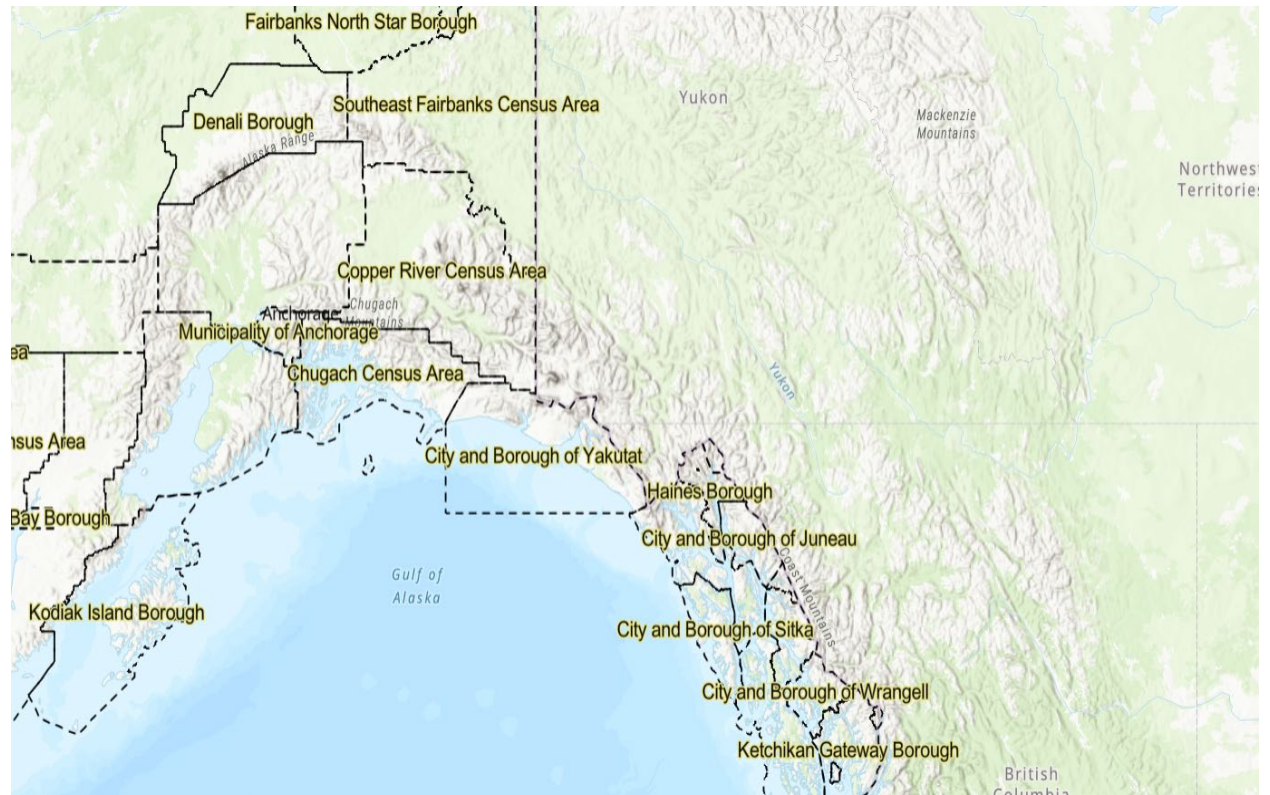 Fairbanks North Star Borough
Yukon
Southeast Fairbanks Census Area
Denali Borough
Mackenzie
Mountains
Alaska Range
Northwest
Territories
Copper River Census Area
Anchorage
Chugach
Mountains
Municipality of Anchorage
ea
Chugach Census Area
Yukon
nsus Area
City and Borough of Yakutat
Haines Borough
Bay Borough
City and Borough of Juneau
Gulf of
Alaska
Coast Mountains
Kodiak Island Borough
City and Borough of Sitka
City and Borough of Wrangell
Ketchikan Gateway Borough
British
Columbia